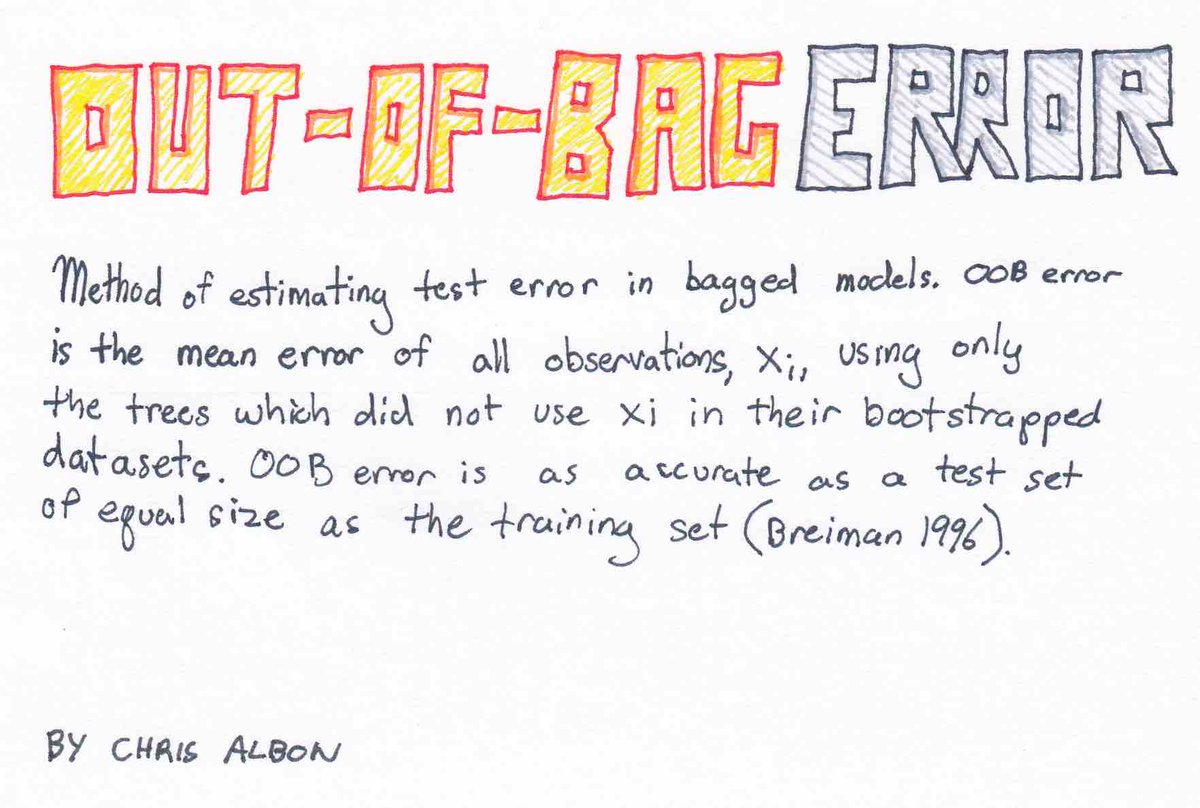 OUT-OF-BAG ERROR
Method of estimating test error in bagged models. OOB error
is the mean error of all observations, xi, using only
the trees which did not use xi in their bootstrapped
datasets. OOB error is as accurate as a test set
of equal size as the training set (Breiman 1996).
BY CHRIS ALBON